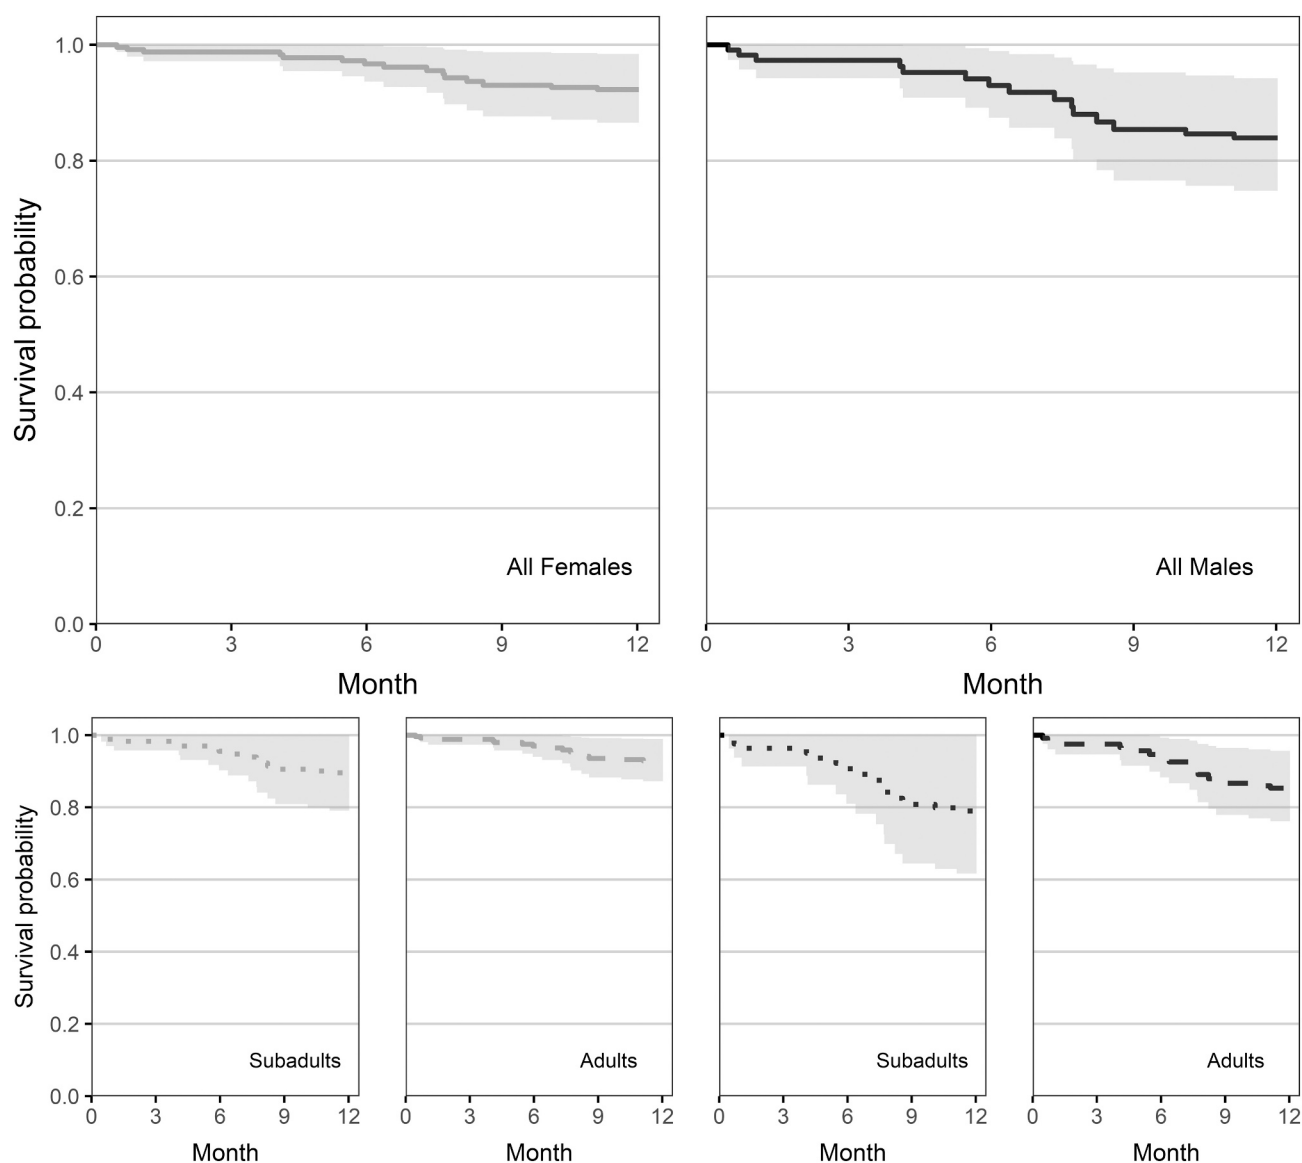 Survival probability
1.0
0.8
0.6
0.4
0.2
0.0
All Females
0 3 6 9 12
Month
All Males
0 3 6 9 12
Month
Survival probability
1.0
0.8
0.6
0.4
0.2
0.0
Subadults
0 3 6 9 12
Month
Adults
0 3 6 9 12
Month
Subadults
0 3 6 9 12
Month
Adults
0 3 6 9 12
Month